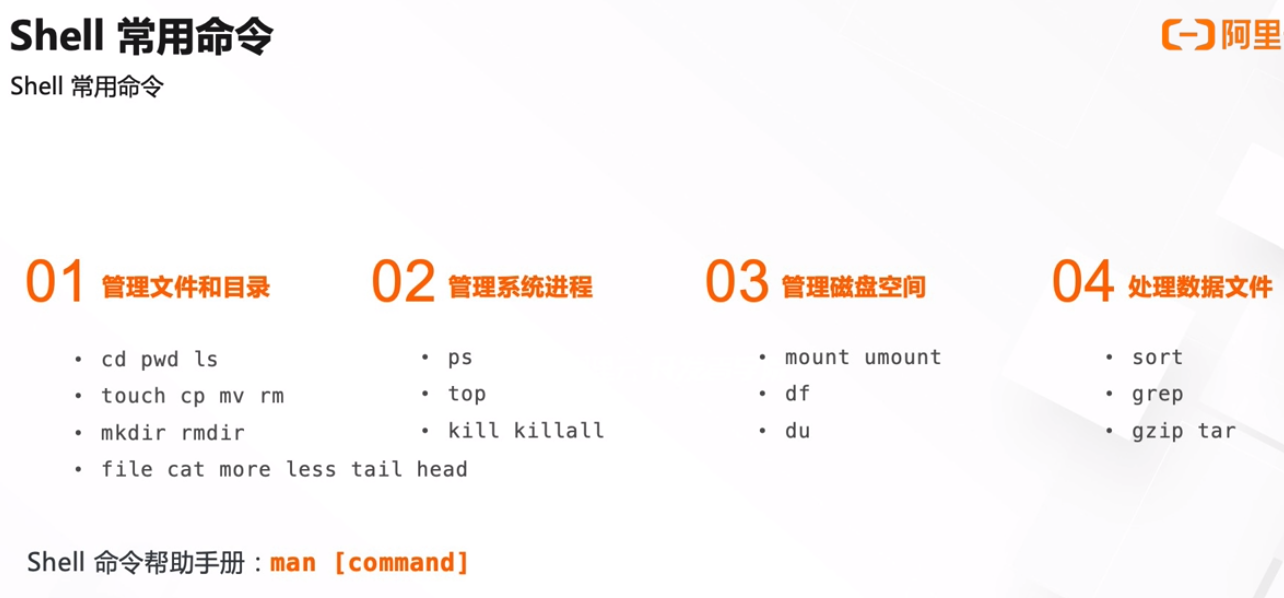 Shell 常用命令
阿里
Shell 常用命令
01 管理文件和目录
cd pwd ls
touch cp mv rm
mkdir rmdir
file cat more less tail head
02 管理系统进程
ps
top
kill killall
03 管理磁盘空间
mount umount
df
du
04 处理数据文件
sort
grep
gzip tar
Shell 命令帮助手册：man [command]